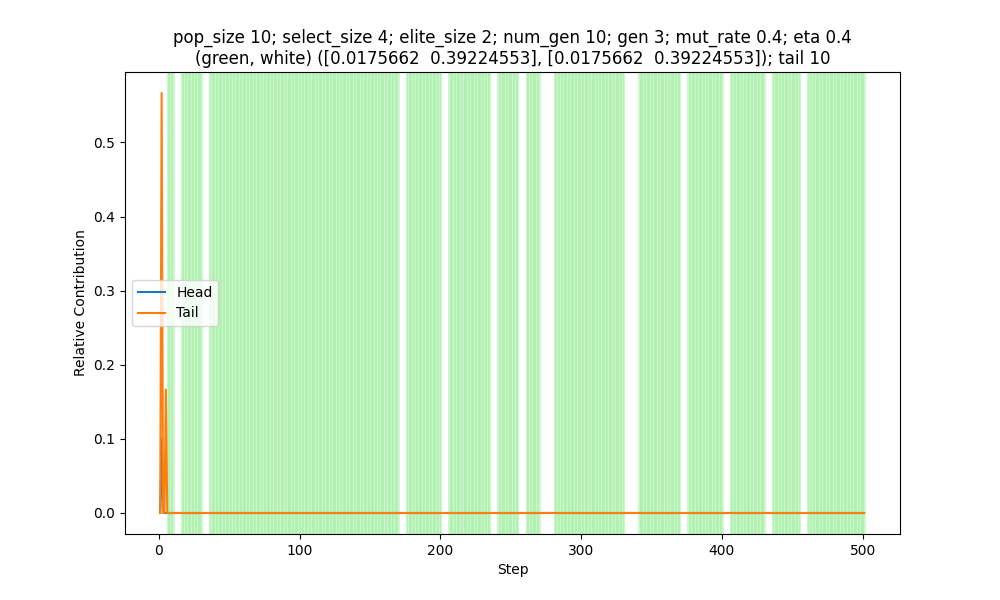 pop_size 10; select_size 4; elite_size 2; num_gen 10; gen 3; mut_rate 0.4; eta 0.4
(green, white) ([0.0175662  0.39224553], [0.0175662  0.39224553]); tail 10
0.5
0.4
0.3
0.2
0.1
0.0
Relative Contribution
Head
Tail
0 100 200 300 400 500
Step